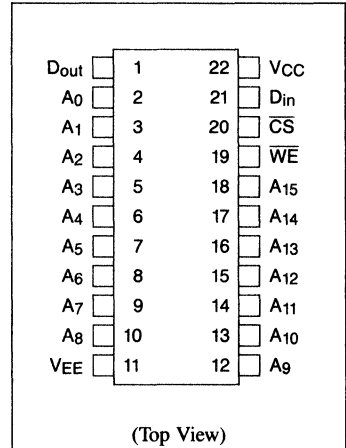 Dout 1 22 VCC
A0 2 21 Din
A1 3 20 C̅S̅
A2 4 19 W̅E̅
A3 5 18 A15
A4 6 17 A14
A5 7 16 A13
A6 8 15 A12
A7 9 14 A11
A8 10 13 A10
VEE 11 12 A9
(Top View)